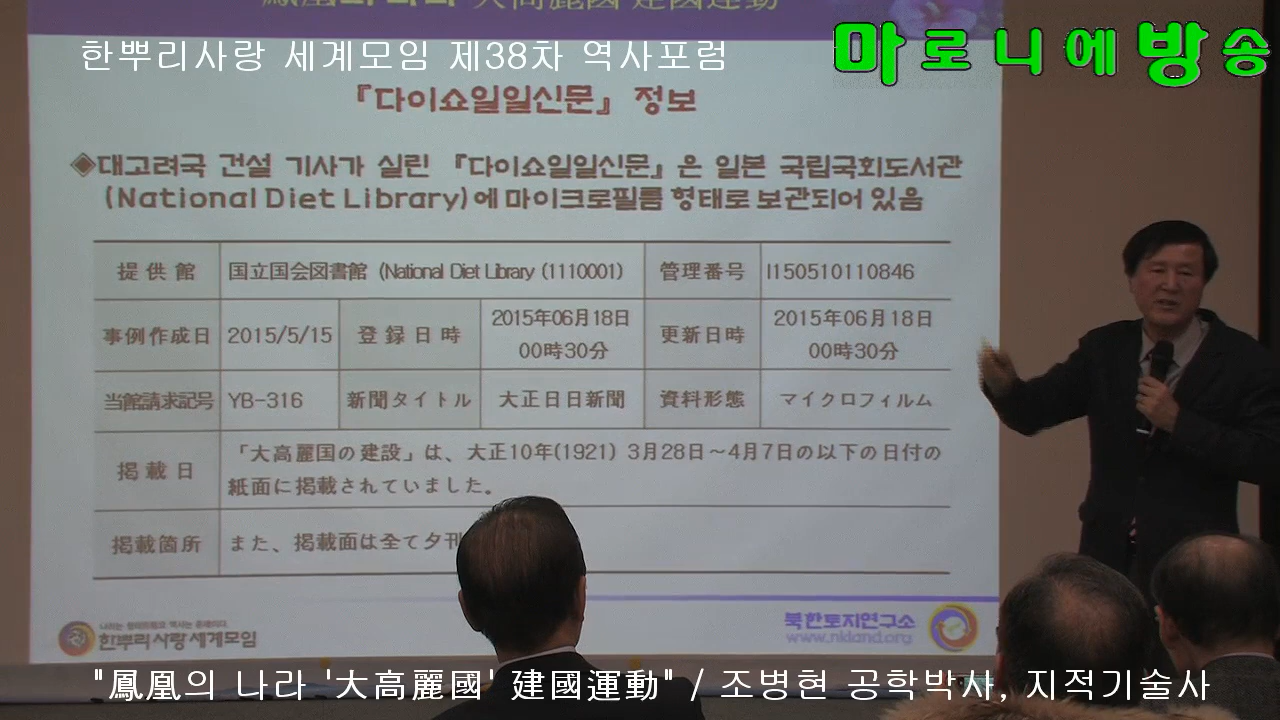 鳳凰의 나라 大高麗國 建國運動
한뿌리사랑 세계모임 제38차 역사포럼
마로니에방송
『다이쇼일일신문』 정보
◈대고려국 건설 기사가 실린 『다이쇼일일신문』은 일본 국립국회도서관
(National Diet Library)에 마이크로필름 형태로 보관되어 있음
提供館 国立国会図書館 (National Diet Library (1110001) 管理番号 I150510110846
事例作成日 2015/5/15 登録日時 2015年06月18日 00時30分 更新日時 2015年06月18日 00時30分
当館請求記号 YB-316 新聞タイトル 大正日日新聞 資料形態 マイクロフィルム
掲載日 「大高麗国の建設」は、大正10年(1921) 3月28日～4月7日の以下の日付の
紙面に掲載されていました。
掲載箇所 また、掲載面は全て夕刊
한뿌리사랑세계모임
북한토지연구소
www.nkland.org
"鳳凰의 나라 '大高麗國' 建國運動" / 조병현 공학박사, 지적기술사